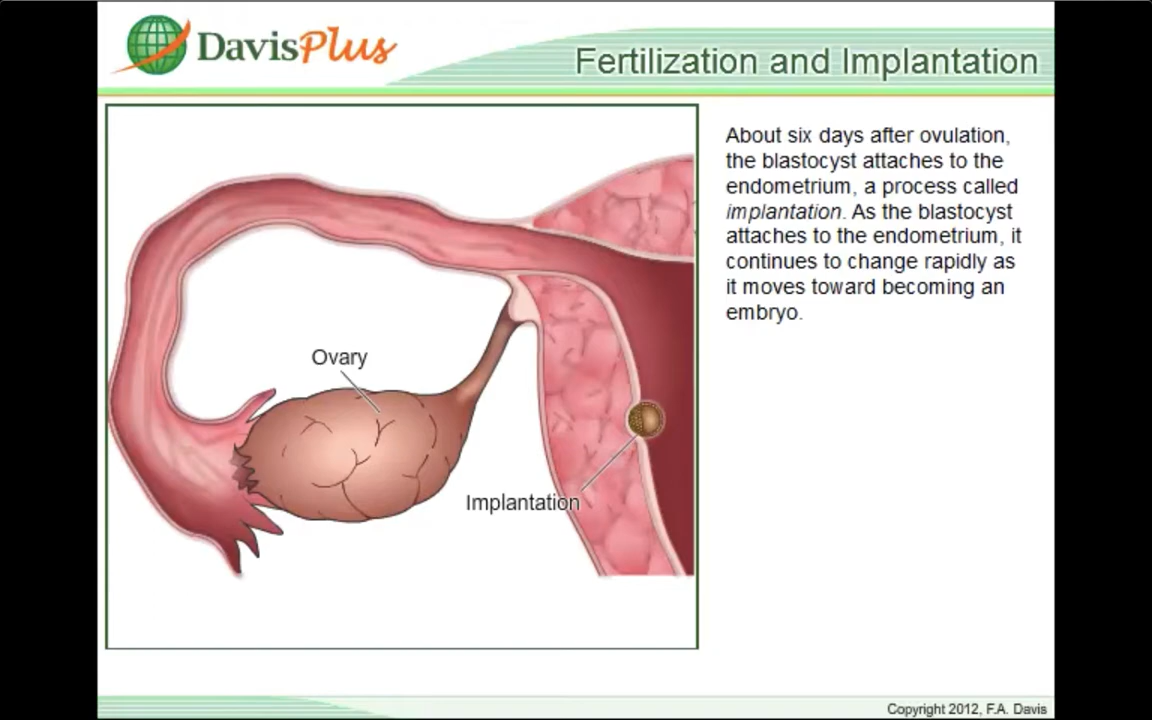 DavisPlus
Fertilization and Implantation
About six days after ovulation,
the blastocyst attaches to the
endometrium, a process called
implantation. As the blastocyst
attaches to the endometrium, it
continues to change rapidly as
it moves toward becoming an
embryo.
Ovary
Implantation
Copyright 2012, F.A. Davis